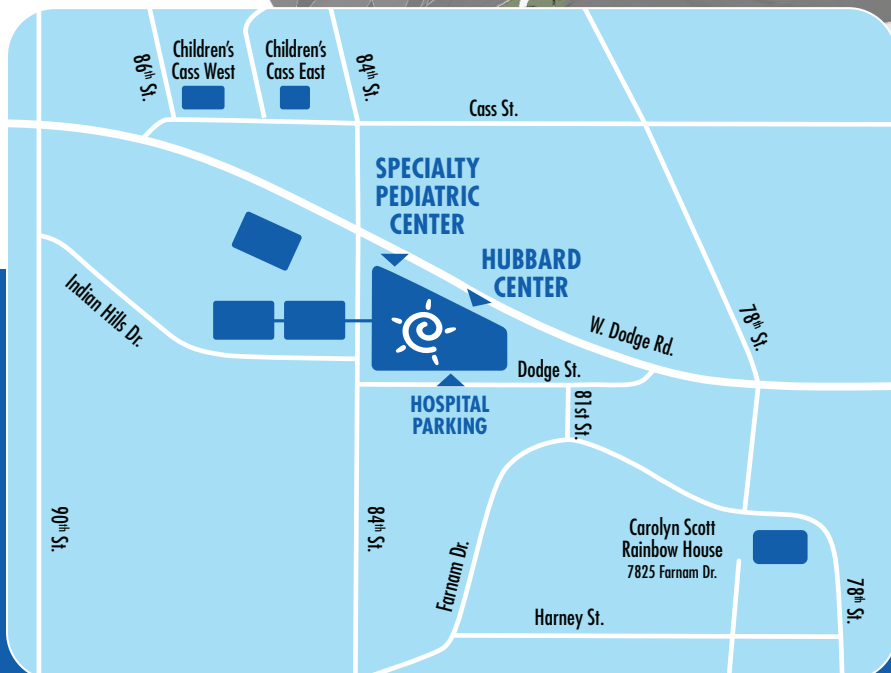 Children's
Cass West
Children's
Cass East
86th St.
84th St.
Cass St.
SPECIALTY
PEDIATRIC
CENTER
HUBBARD
CENTER
Indian Hills Dr.
W. Dodge Rd.
78th St.
Dodge St.
HOSPITAL
PARKING
81st St.
90th St.
84th St.
Farnam Dr.
Carolyn Scott
Rainbow House
7825 Farnam Dr.
78th St.
Harney St.